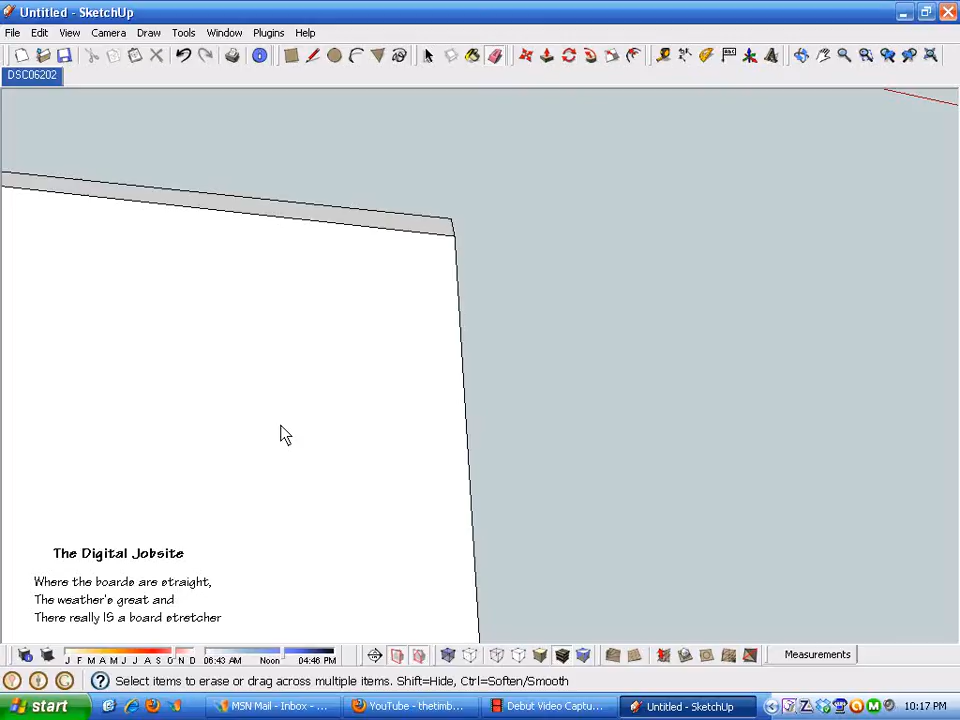 Untitled - SketchUp
File Edit View Camera Draw Tools Window Plugins Help
DSC06202
The Digital Jobsite
Where the boards are straight,
The weather's great and
There really IS a board stretcher
J F M A M J J A S O N D 06:43 AM Noon 04:46 PM Measurements
Select items to erase or drag across multiple items. Shift=Hide, Ctrl=Soften/Smooth
start MSN Mail - Inbox - ... YouTube - thetimb... Debut Video Captu... Untitled - SketchUp 10:17 PM